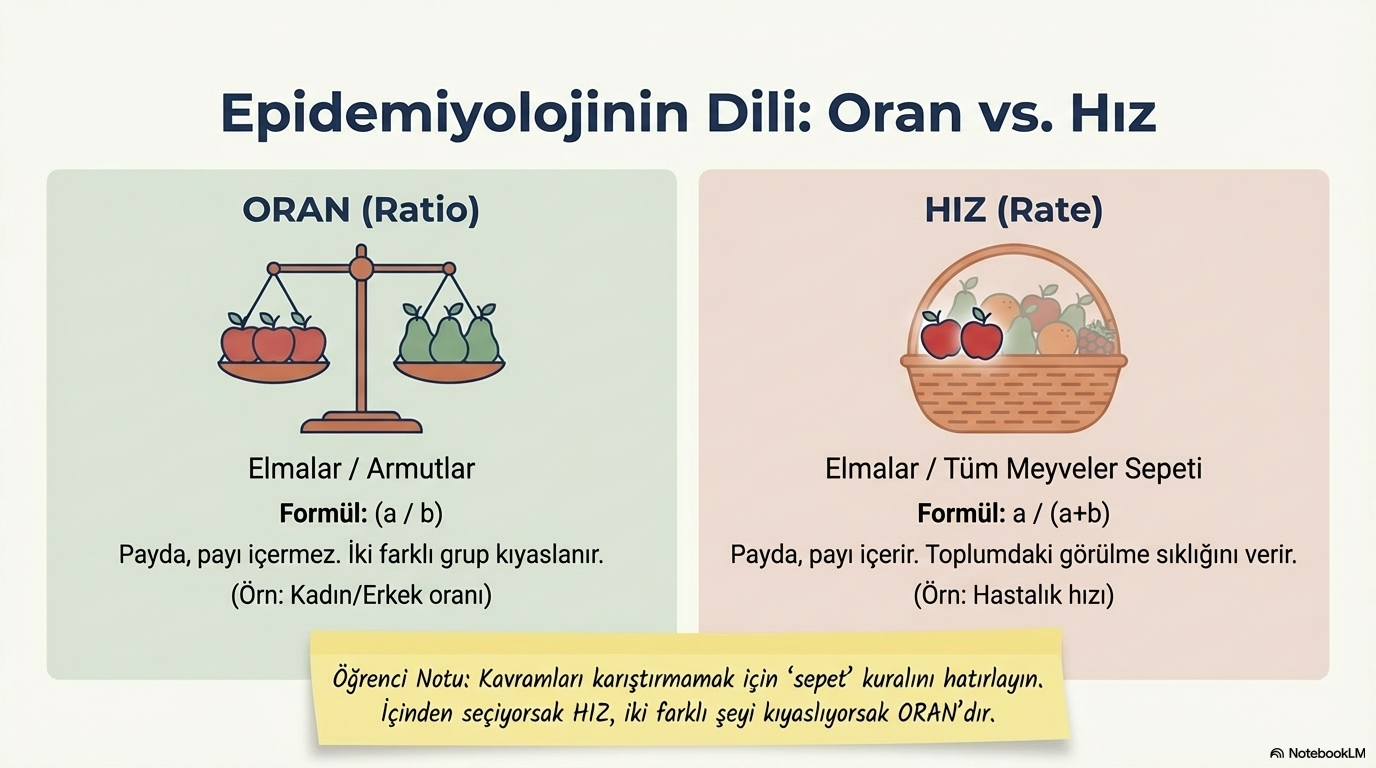 Epidemiyolojinin Dili: Oran vs. Hız
ORAN (Ratio)
Elmalar / Armutlar
Formül: (a / b)
Payda, payı içermez. İki farklı grup kıyaslanır.
(Örn: Kadın/Erkek oranı)
HIZ (Rate)
Elmalar / Tüm Meyveler Sepeti
Formül: a / (a+b)
Payda, payı içerir. Toplumdaki görülme sıklığını verir.
(Örn: Hastalık hızı)
Öğrenci Notu: Kavramları karıştırmamak için ‘sepet’ kuralını hatırlayın.
İçinden seçiyorsak HIZ, iki farklı şeyi kıyaslıyorsak ORAN’dır.
NotebookLM